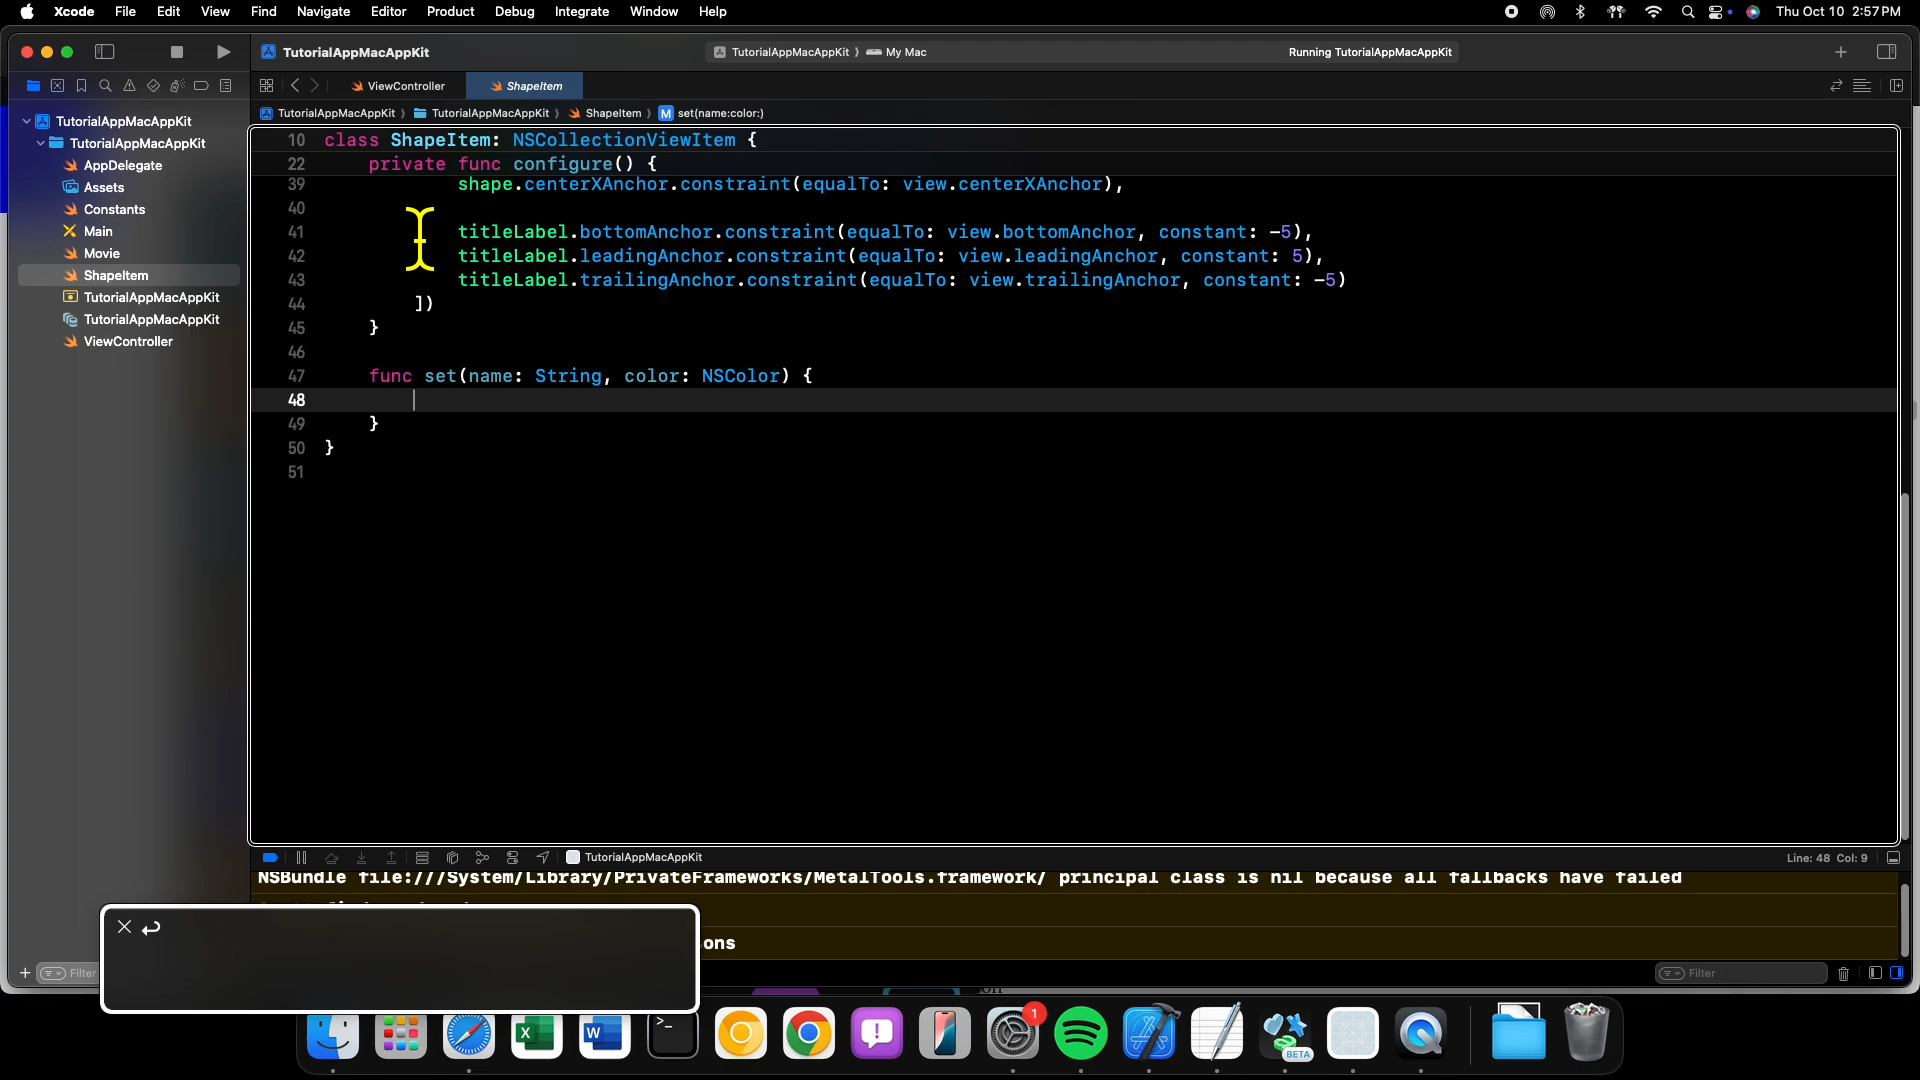 Xcode File Edit View Find Navigate Editor Product Debug Integrate Window Help Thu Oct 10 2:57 PM
TutorialAppMacAppKit TutorialAppMacAppKit My Mac Running TutorialAppMacAppKit
ViewController ShapeItem
TutorialAppMacAppKit TutorialAppMacAppKit ShapeItem M set(name:color:)
TutorialAppMacAppKit
TutorialAppMacAppKit
AppDelegate
Assets
Constants
Main
Movie
ShapeItem
TutorialAppMacAppKit
TutorialAppMacAppKit
ViewController
10 class ShapeItem: NSCollectionViewItem {
22 private func configure() {
39 shape.centerXAnchor.constraint(equalTo: view.centerXAnchor),
40
41 titleLabel.bottomAnchor.constraint(equalTo: view.bottomAnchor, constant: -5),
42 titleLabel.leadingAnchor.constraint(equalTo: view.leadingAnchor, constant: 5),
43 titleLabel.trailingAnchor.constraint(equalTo: view.trailingAnchor, constant: -5)
44 ])
45 }
46
47 func set(name: String, color: NSColor) {
48
49 }
50 }
51
TutorialAppMacAppKit Line: 48 Col: 9
NSBundle file:///System/Library/PrivateFrameworks/MetalTools.framework/ principal class is nil because all fallbacks have failed
ons
Filter Filter
1
BETA